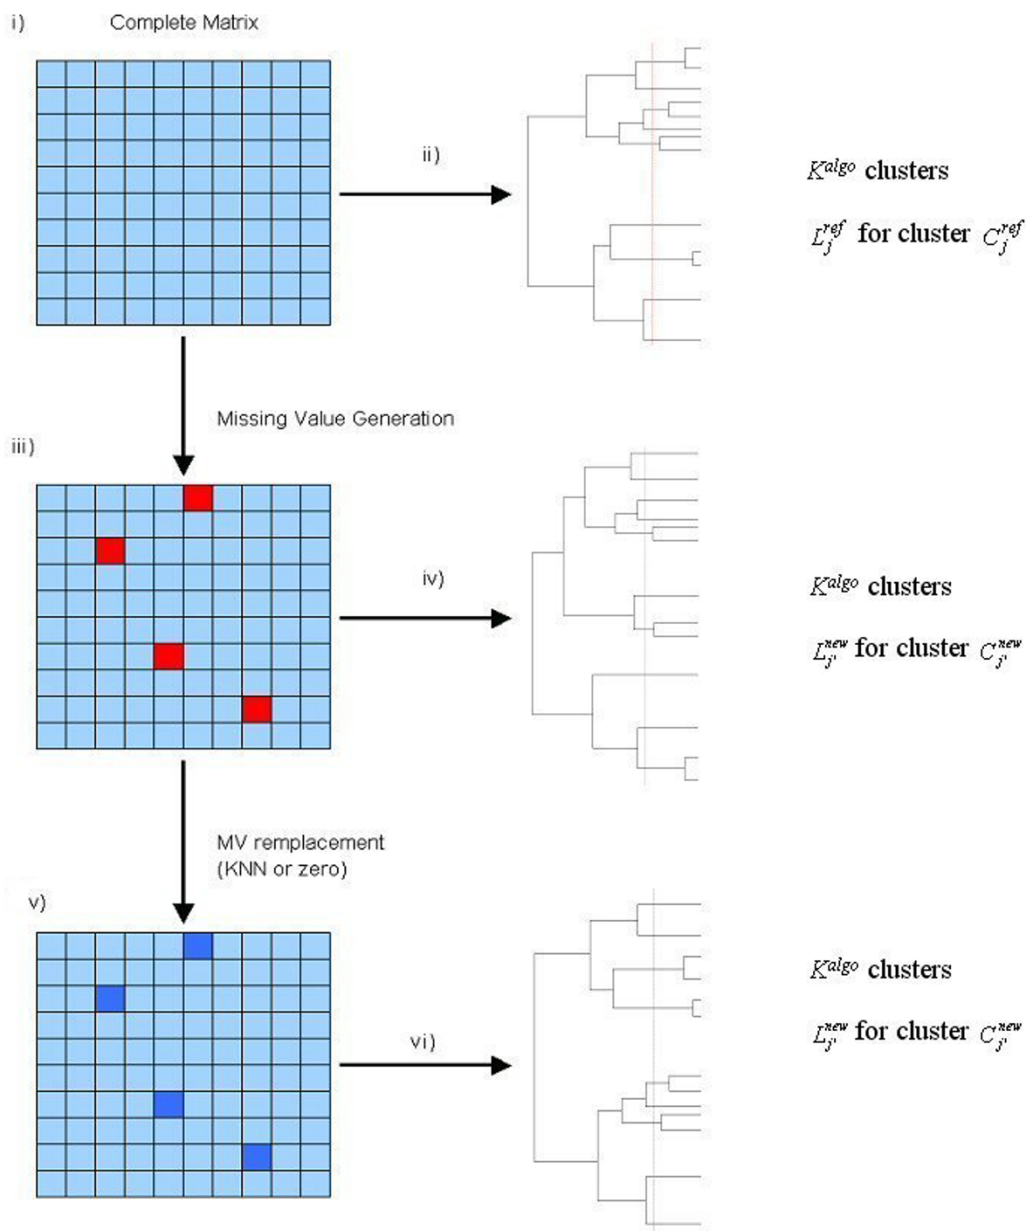 i) Complete Matrix
ii)
K^algo clusters
L_j^ref for cluster C_j^ref
Missing Value Generation
iii)
iv)
K^algo clusters
L_j'^new for cluster C_j'^new
MV remplacement
(KNN or zero)
v)
vi)
K^algo clusters
L_j'^new for cluster C_j'^new